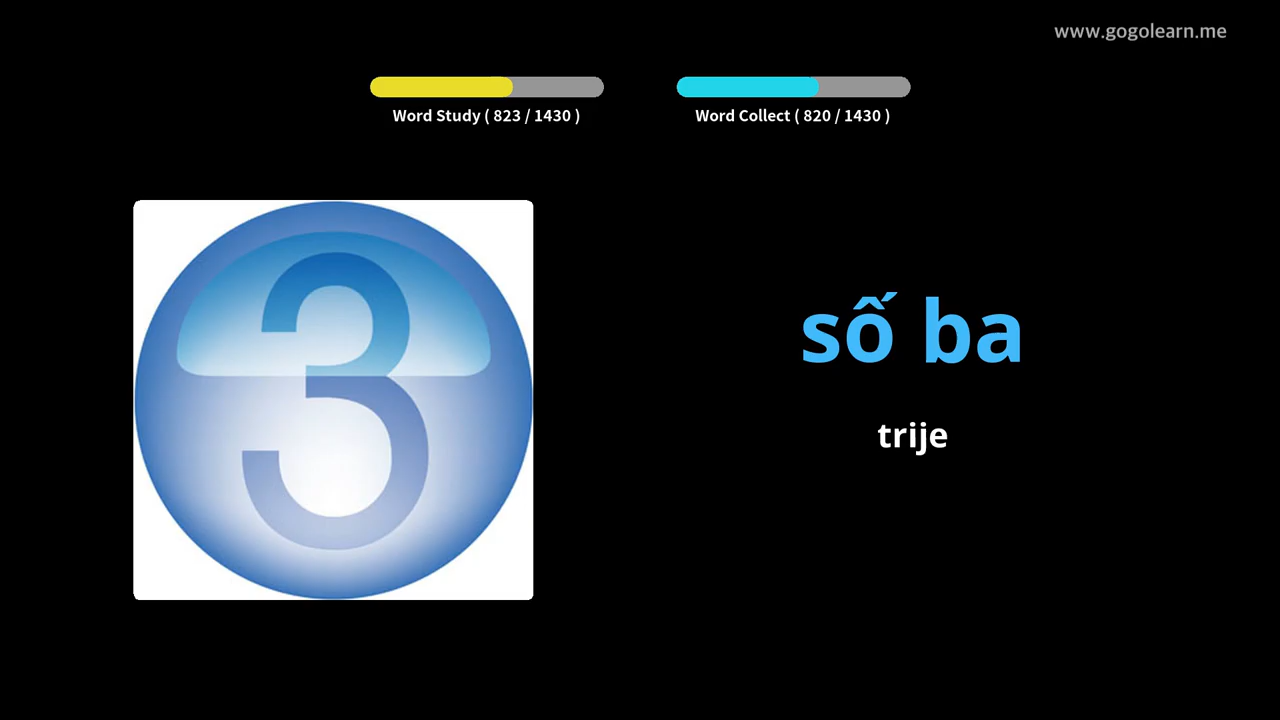 www.gogolearn.me
Word Study ( 823 / 1430 )
Word Collect ( 820 / 1430 )
3
số ba
trije